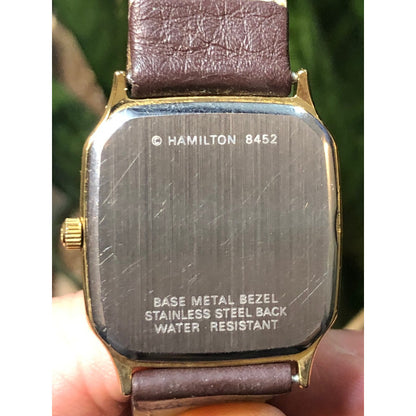 © HAMILTON 8452
BASE METAL BEZEL
STAINLESS STEEL BACK
WATER RESISTANT